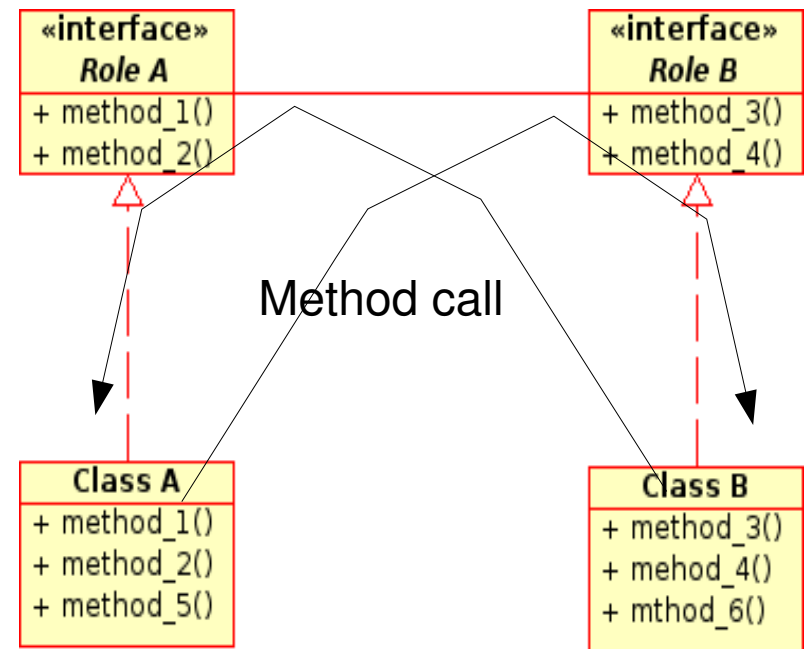 «interface»
Role A
+ method_1()
+ method_2()
«interface»
Role B
+ method_3()
+ method_4()
Method call
Class A
+ method_1()
+ method_2()
+ method_5()
Class B
+ method_3()
+ mehod_4()
+ mthod_6()